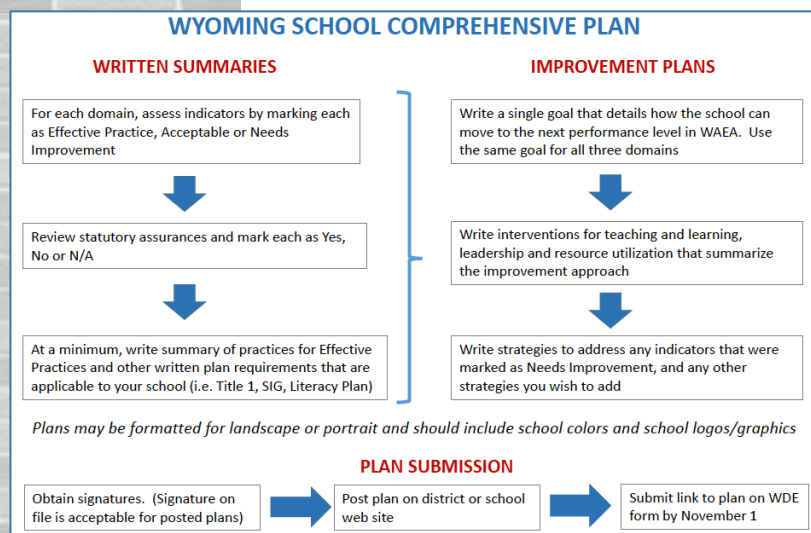 WYOMING SCHOOL COMPREHENSIVE PLAN
WRITTEN SUMMARIES
For each domain, assess indicators by marking each
as Effective Practice, Acceptable or Needs
Improvement
Review statutory assurances and mark each as Yes,
No or N/A
At a minimum, write summary of practices for Effective
Practices and other written plan requirements that are
applicable to your school (i.e. Title 1, SIG, Literacy Plan)
IMPROVEMENT PLANS
Write a single goal that details how the school can
move to the next performance level in WAEA.  Use
the same goal for all three domains
Write interventions for teaching and learning,
leadership and resource utilization that summarize
the improvement approach
Write strategies to address any indicators that were
marked as Needs Improvement, and any other
strategies you wish to add
Plans may be formatted for landscape or portrait and should include school colors and school logos/graphics
PLAN SUBMISSION
Obtain signatures.  (Signature on
file is acceptable for posted plans)
Post plan on district or school
web site
Submit link to plan on WDE
form by November 1